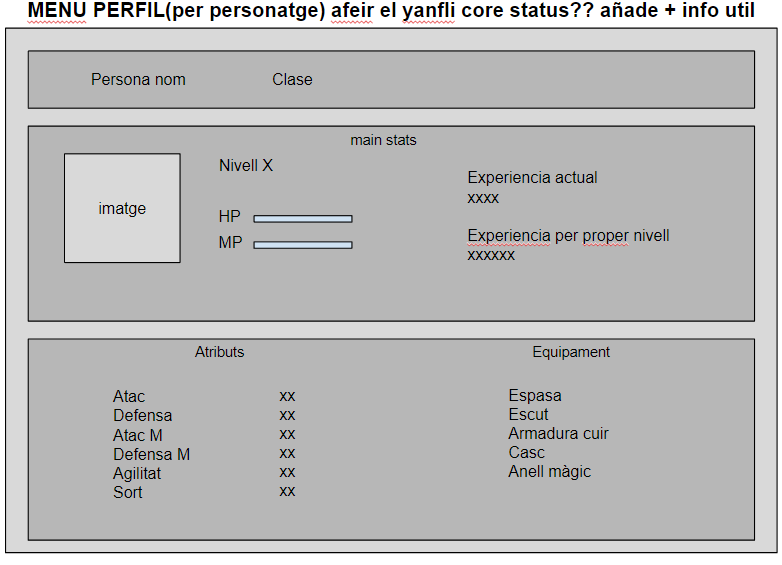 MENU PERFIL(per personatge) afeir el yanfli core status?? añade + info util
Persona nom Clase
main stats
imatge
Nivell X
HP
MP
Experiencia actual
xxxx
Experiencia per proper nivell
xxxxxx
Atributs
Atac xx
Defensa xx
Atac M xx
Defensa M xx
Agilitat xx
Sort xx
Equipament
Espasa
Escut
Armadura cuir
Casc
Anell màgic